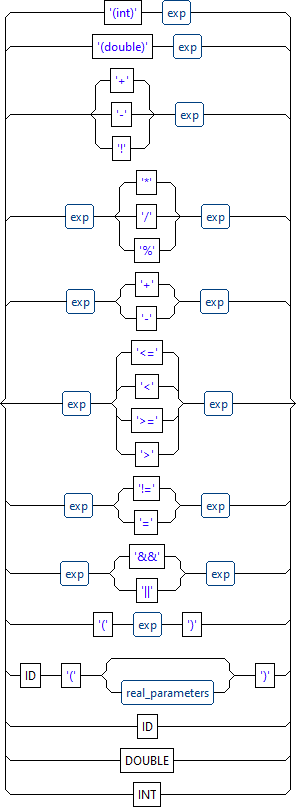 '(int)' exp
'(double)' exp
'+'
'-' exp
'!'
'*'
exp '/' exp
'%'
exp '+' exp
'-'
'<='
'<'
exp '>=' exp
'>'
exp '!=' exp
'='
exp '&&' exp
'||'
'(' exp ')'
ID '(' ')'
real_parameters
ID
DOUBLE
INT